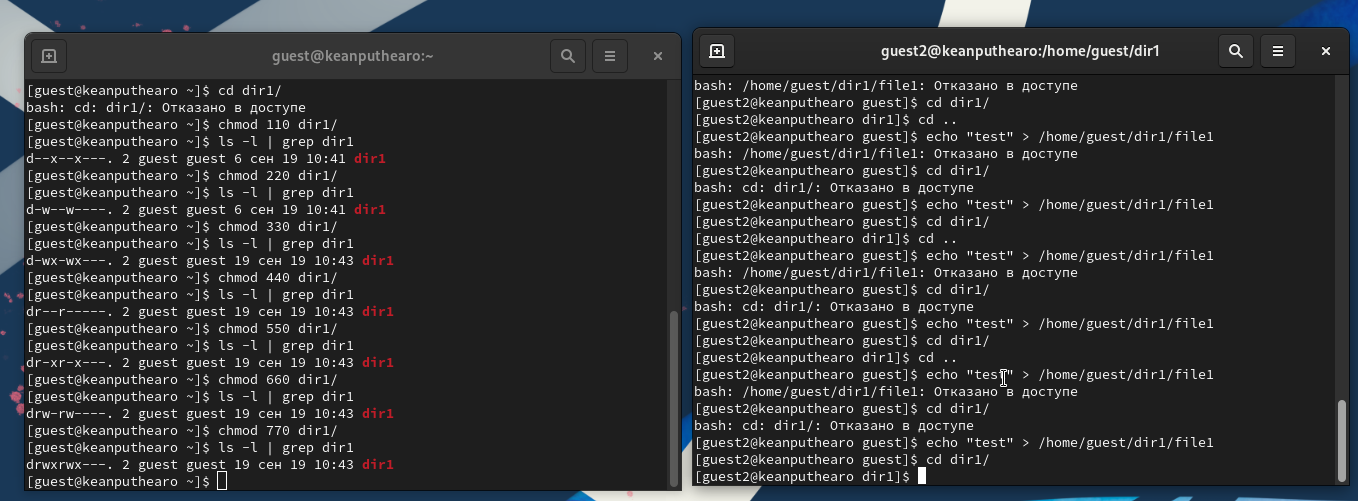 guest@keanputhearo:~
[guest@keanputhearo ~]$ cd dir1/
bash: cd: dir1/: Отказано в доступе
[guest@keanputhearo ~]$ chmod 110 dir1/
[guest@keanputhearo ~]$ ls -l | grep dir1
d--x--x---. 2 guest guest 6 сен 19 10:41 dir1
[guest@keanputhearo ~]$ chmod 220 dir1/
[guest@keanputhearo ~]$ ls -l | grep dir1
d-w--w----. 2 guest guest 6 сен 19 10:41 dir1
[guest@keanputhearo ~]$ chmod 330 dir1/
[guest@keanputhearo ~]$ ls -l | grep dir1
d-wx-wx---. 2 guest guest 19 сен 19 10:43 dir1
[guest@keanputhearo ~]$ chmod 440 dir1/
[guest@keanputhearo ~]$ ls -l | grep dir1
dr--r-----. 2 guest guest 19 сен 19 10:43 dir1
[guest@keanputhearo ~]$ chmod 550 dir1/
[guest@keanputhearo ~]$ ls -l | grep dir1
dr-xr-x---. 2 guest guest 19 сен 19 10:43 dir1
[guest@keanputhearo ~]$ chmod 660 dir1/
[guest@keanputhearo ~]$ ls -l | grep dir1
drw-rw----. 2 guest guest 19 сен 19 10:43 dir1
[guest@keanputhearo ~]$ chmod 770 dir1/
[guest@keanputhearo ~]$ ls -l | grep dir1
drwxrwx---. 2 guest guest 19 сен 19 10:43 dir1
[guest@keanputhearo ~]$
guest2@keanputhearo:/home/guest/dir1
bash: /home/guest/dir1/file1: Отказано в доступе
[guest2@keanputhearo guest]$ cd dir1/
[guest2@keanputhearo dir1]$ cd ..
[guest2@keanputhearo guest]$ echo "test" > /home/guest/dir1/file1
bash: /home/guest/dir1/file1: Отказано в доступе
[guest2@keanputhearo guest]$ cd dir1/
bash: cd: dir1/: Отказано в доступе
[guest2@keanputhearo guest]$ echo "test" > /home/guest/dir1/file1
[guest2@keanputhearo guest]$ cd dir1/
[guest2@keanputhearo dir1]$ cd ..
[guest2@keanputhearo guest]$ echo "test" > /home/guest/dir1/file1
bash: /home/guest/dir1/file1: Отказано в доступе
[guest2@keanputhearo guest]$ cd dir1/
bash: cd: dir1/: Отказано в доступе
[guest2@keanputhearo guest]$ echo "test" > /home/guest/dir1/file1
[guest2@keanputhearo guest]$ cd dir1/
[guest2@keanputhearo dir1]$ cd ..
[guest2@keanputhearo guest]$ echo "test" > /home/guest/dir1/file1
bash: /home/guest/dir1/file1: Отказано в доступе
[guest2@keanputhearo guest]$ cd dir1/
bash: cd: dir1/: Отказано в доступе
[guest2@keanputhearo guest]$ echo "test" > /home/guest/dir1/file1
[guest2@keanputhearo guest]$ cd dir1/
[guest2@keanputhearo dir1]$